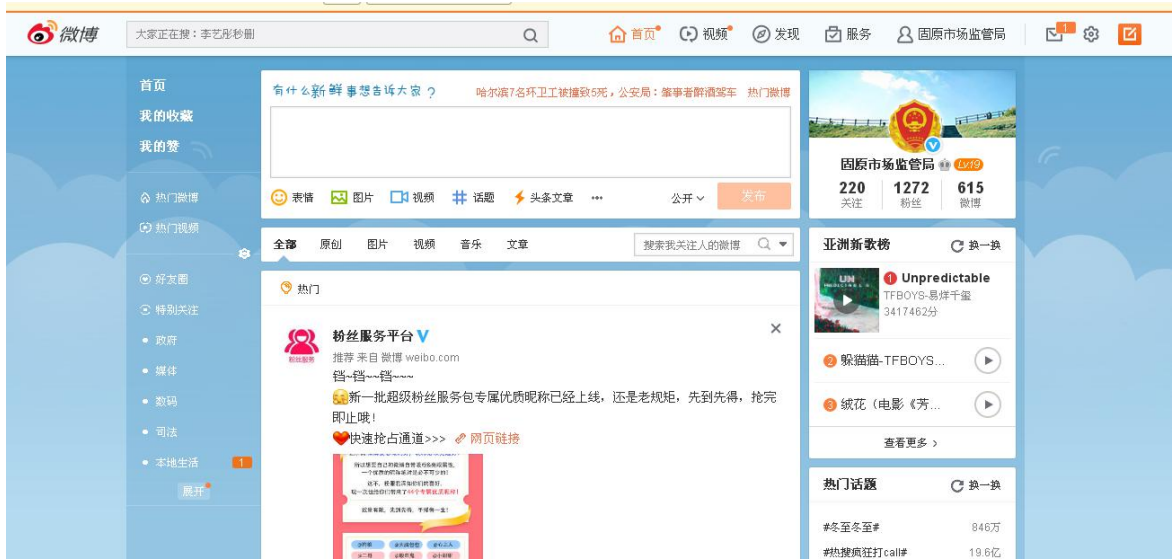 微博
大家正在搜：李艺彤秒删
首页
视频
发现
服务
固原市场监管局
1
首页
我的收藏
我的赞
热门微博
热门视频
好友圈
特别关注
政府
媒体
数码
司法
本地生活 1
展开
有什么新鲜事想告诉大家？
哈尔滨7名环卫工被撞致5死，公安局：肇事者醉酒驾车 热门微博
表情 图片 视频 话题 头条文章 ... 公开 发布
全部 原创 图片 视频 音乐 文章 搜索我关注人的微博
热门
粉丝服务平台
推荐 来自 微博 weibo.com
铛~铛~~铛~~~
新一批超级粉丝服务包专属优质昵称已经上线，还是老规矩，先到先得，抢完
即止哦！
快速抢占通道>>> 网页链接
粉丝服务
固原市场监管局 Lv.19
220 1272 615
关注 粉丝 微博
亚洲新歌榜 换一换
1 Unpredictable
TFBOYS-易烊千玺
3417462分
2 躲猫猫-TFBOYS...
3 绒花（电影《芳...
查看更多 >
热门话题 换一换
#冬至冬至# 846万
#热搜疯狂打call# 19.6亿